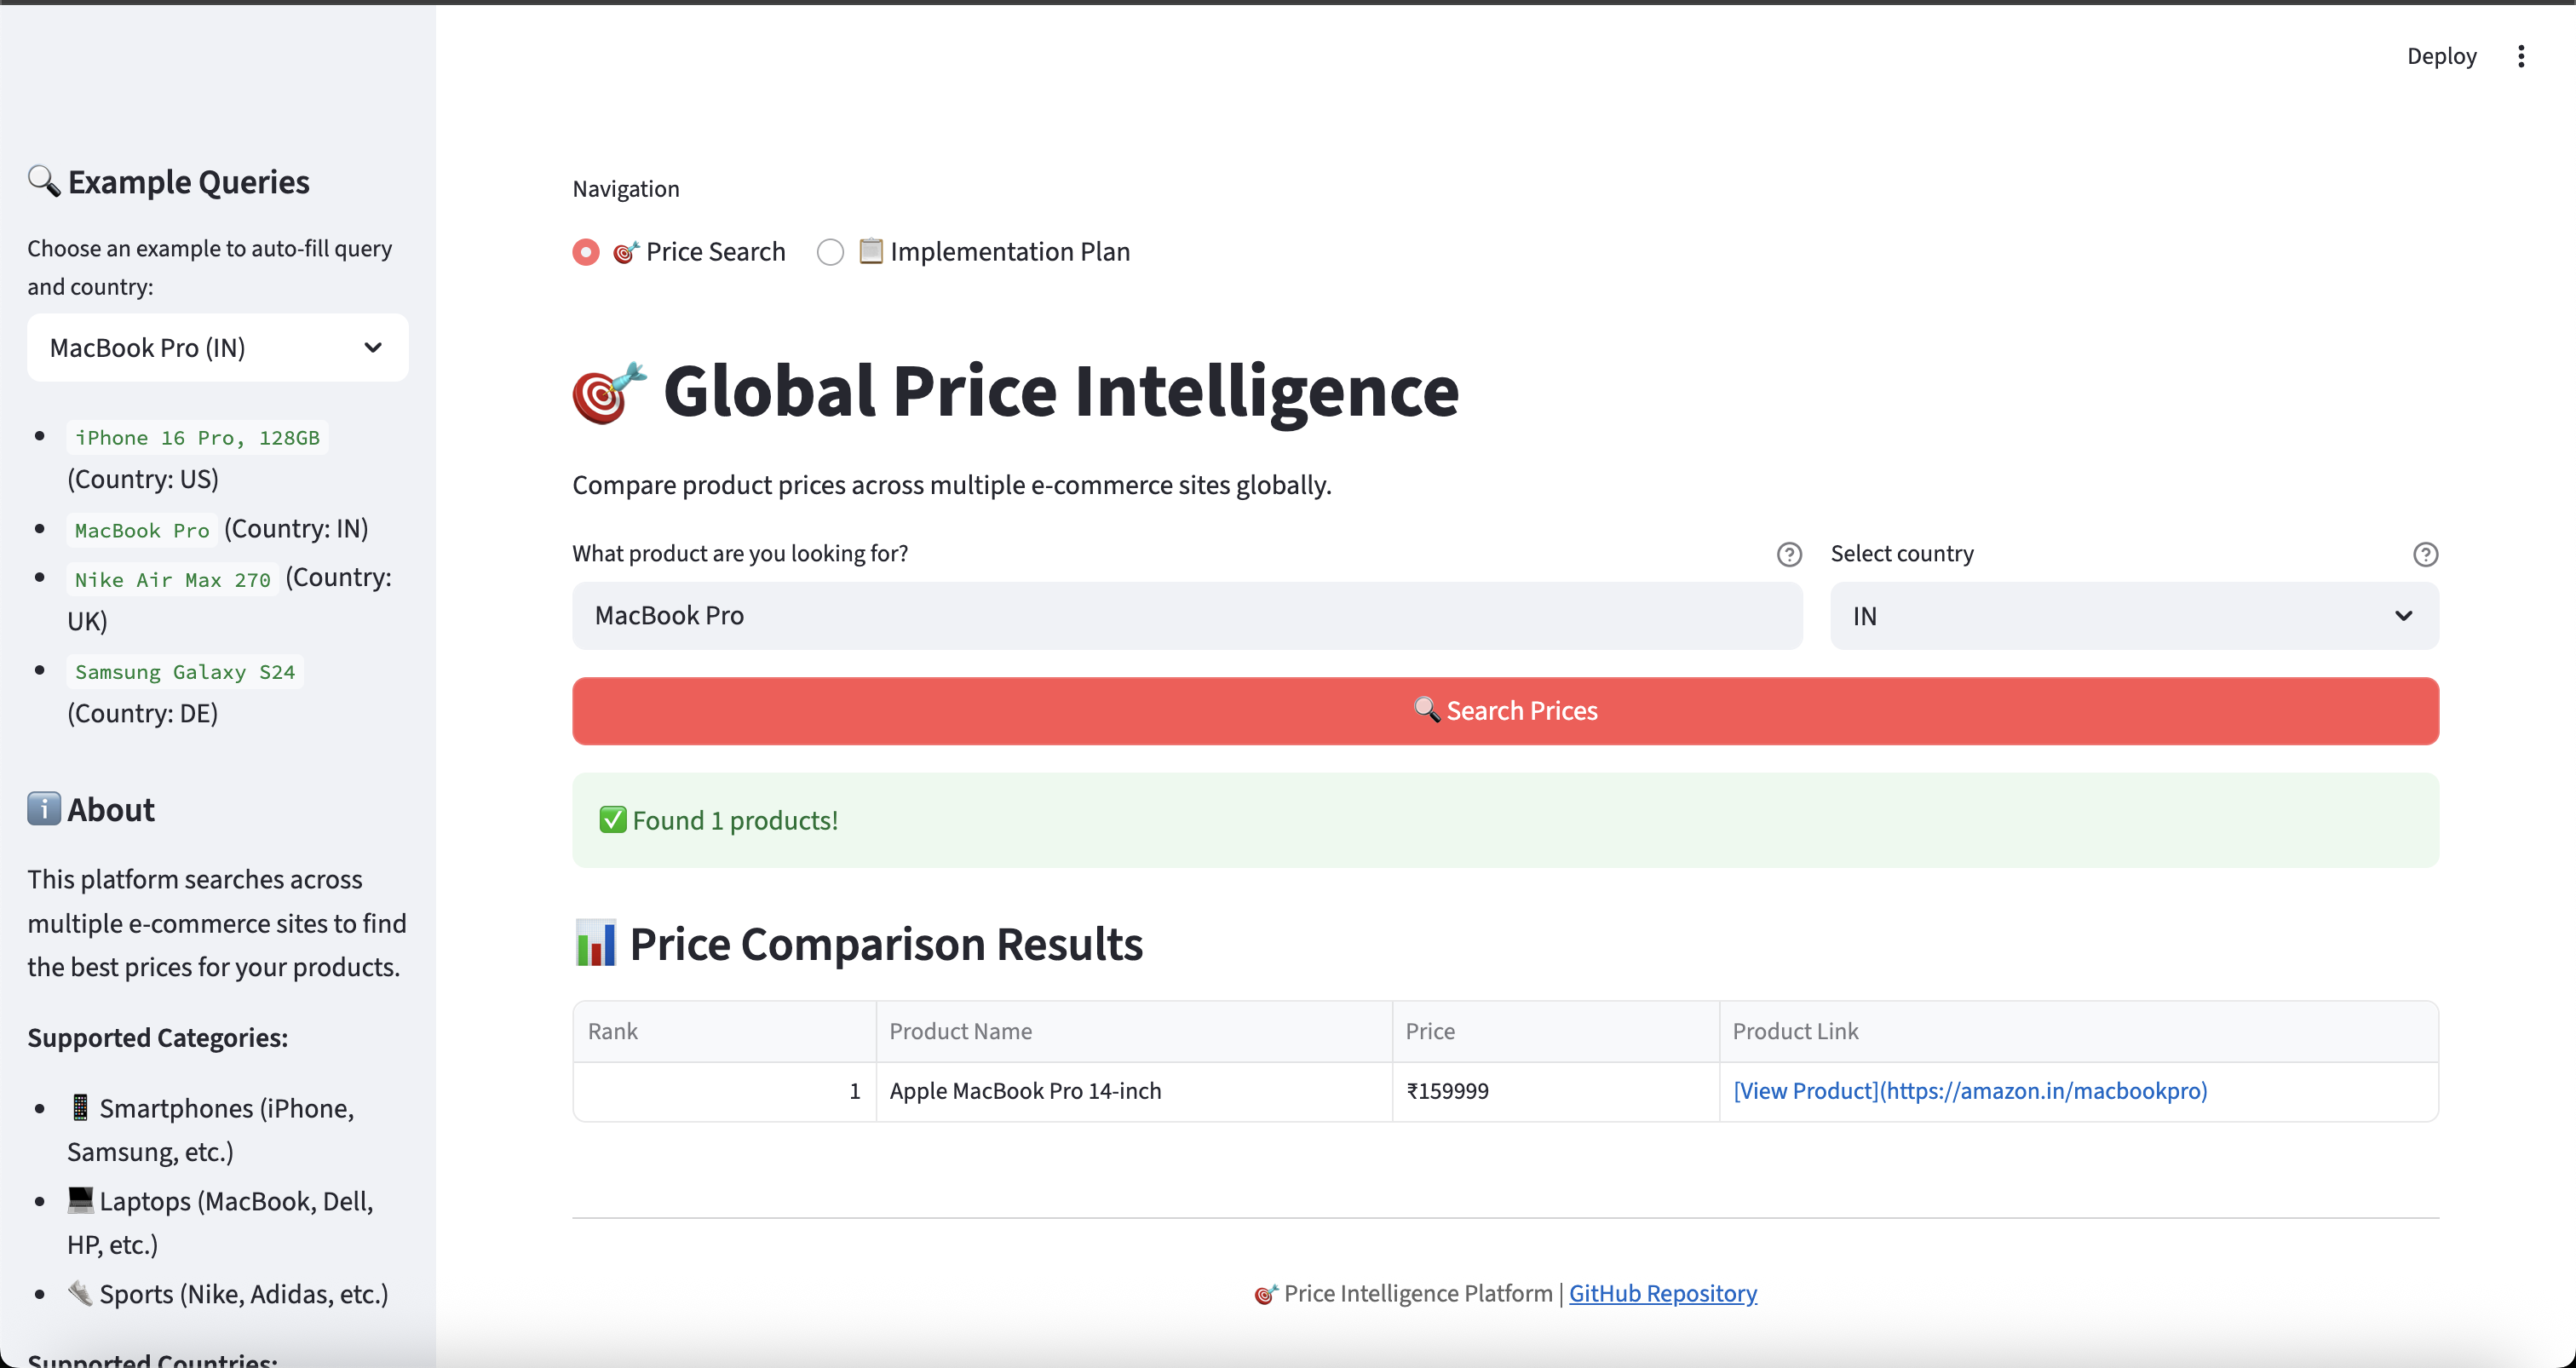 Deploy
🔍 Example Queries
Choose an example to auto-fill query
and country:
MacBook Pro (IN)
iPhone 16 Pro, 128GB
(Country: US)
MacBook Pro (Country: IN)
Nike Air Max 270 (Country:
UK)
Samsung Galaxy S24
(Country: DE)
ℹ️ About
This platform searches across
multiple e-commerce sites to find
the best prices for your products.
Supported Categories:
📱 Smartphones (iPhone,
Samsung, etc.)
💻 Laptops (MacBook, Dell,
HP, etc.)
👟 Sports (Nike, Adidas, etc.)
Supported Countries:
Navigation
🎯 Price Search 📋 Implementation Plan
🎯 Global Price Intelligence
Compare product prices across multiple e-commerce sites globally.
What product are you looking for? Select country
MacBook Pro IN
🔍 Search Prices
✅ Found 1 products!
📊 Price Comparison Results
Rank Product Name Price Product Link
1 Apple MacBook Pro 14-inch ₹159999 [View Product](https://amazon.in/macbookpro)
🎯 Price Intelligence Platform | GitHub Repository